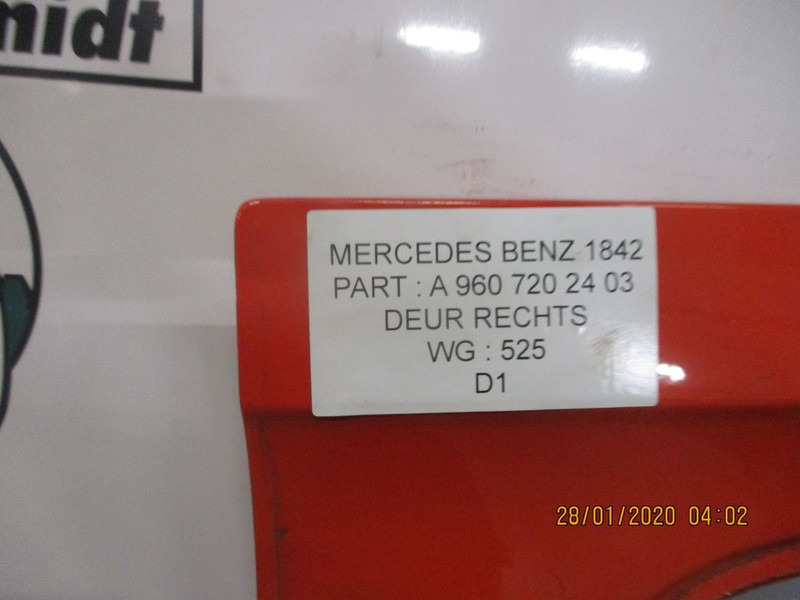 midt
MERCEDES BENZ 1842
PART : A 960 720 24 03
DEUR RECHTS
WG : 525
D1
28/01/2020 04:02